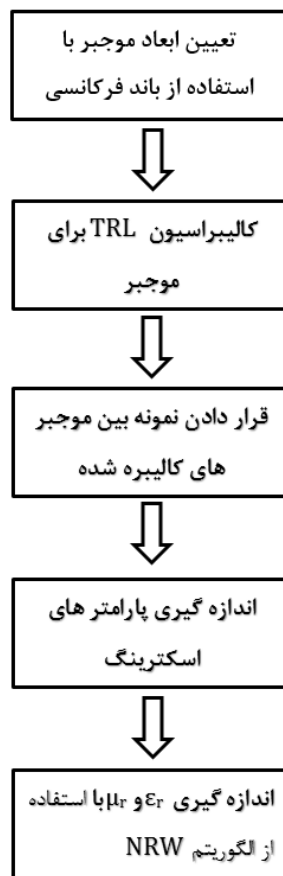 تعیین ابعاد موجبر با
استفاده از باند فرکانسی
کالیبراسیون TRL برای
موجبر
قرار دادن نمونه بین موجبر
های کالیبره شده
اندازه گیری پارامتر های
اسکترینگ
اندازه گیری εr و μr با استفاده
از الگوریتم NRW